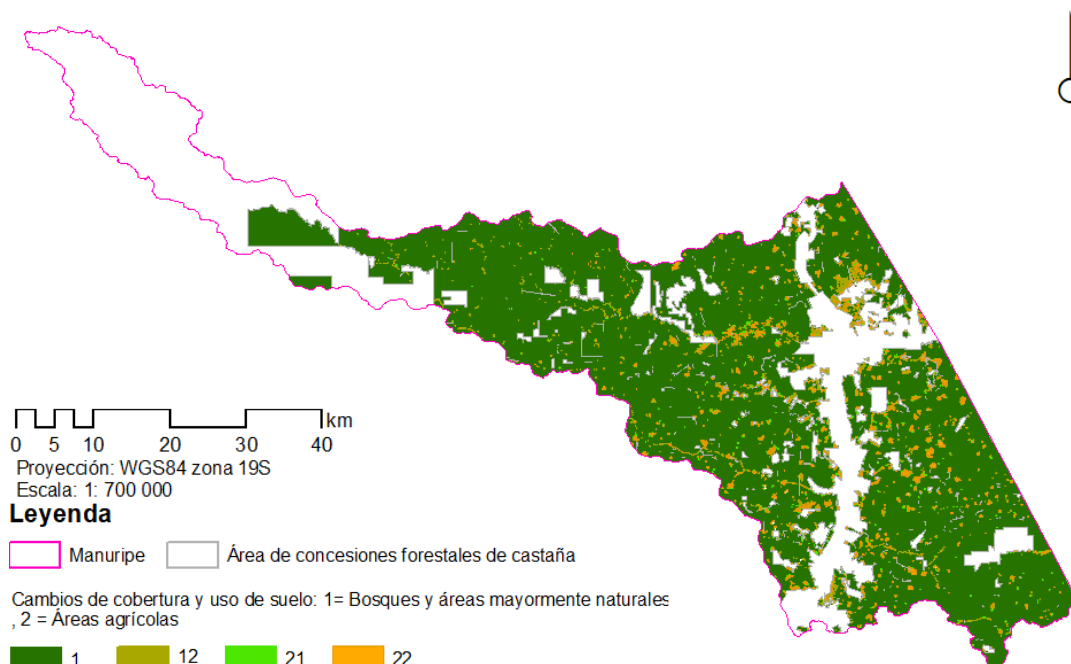 km
0 5 10 20 30 40
Proyección: WGS84 zona 19S
Escala: 1: 700 000
Leyenda
Manuripe Área de concesiones forestales de castaña
Cambios de cobertura y uso de suelo: 1= Bosques y áreas mayormente naturales
, 2 = Áreas agrícolas
1 12 21 22